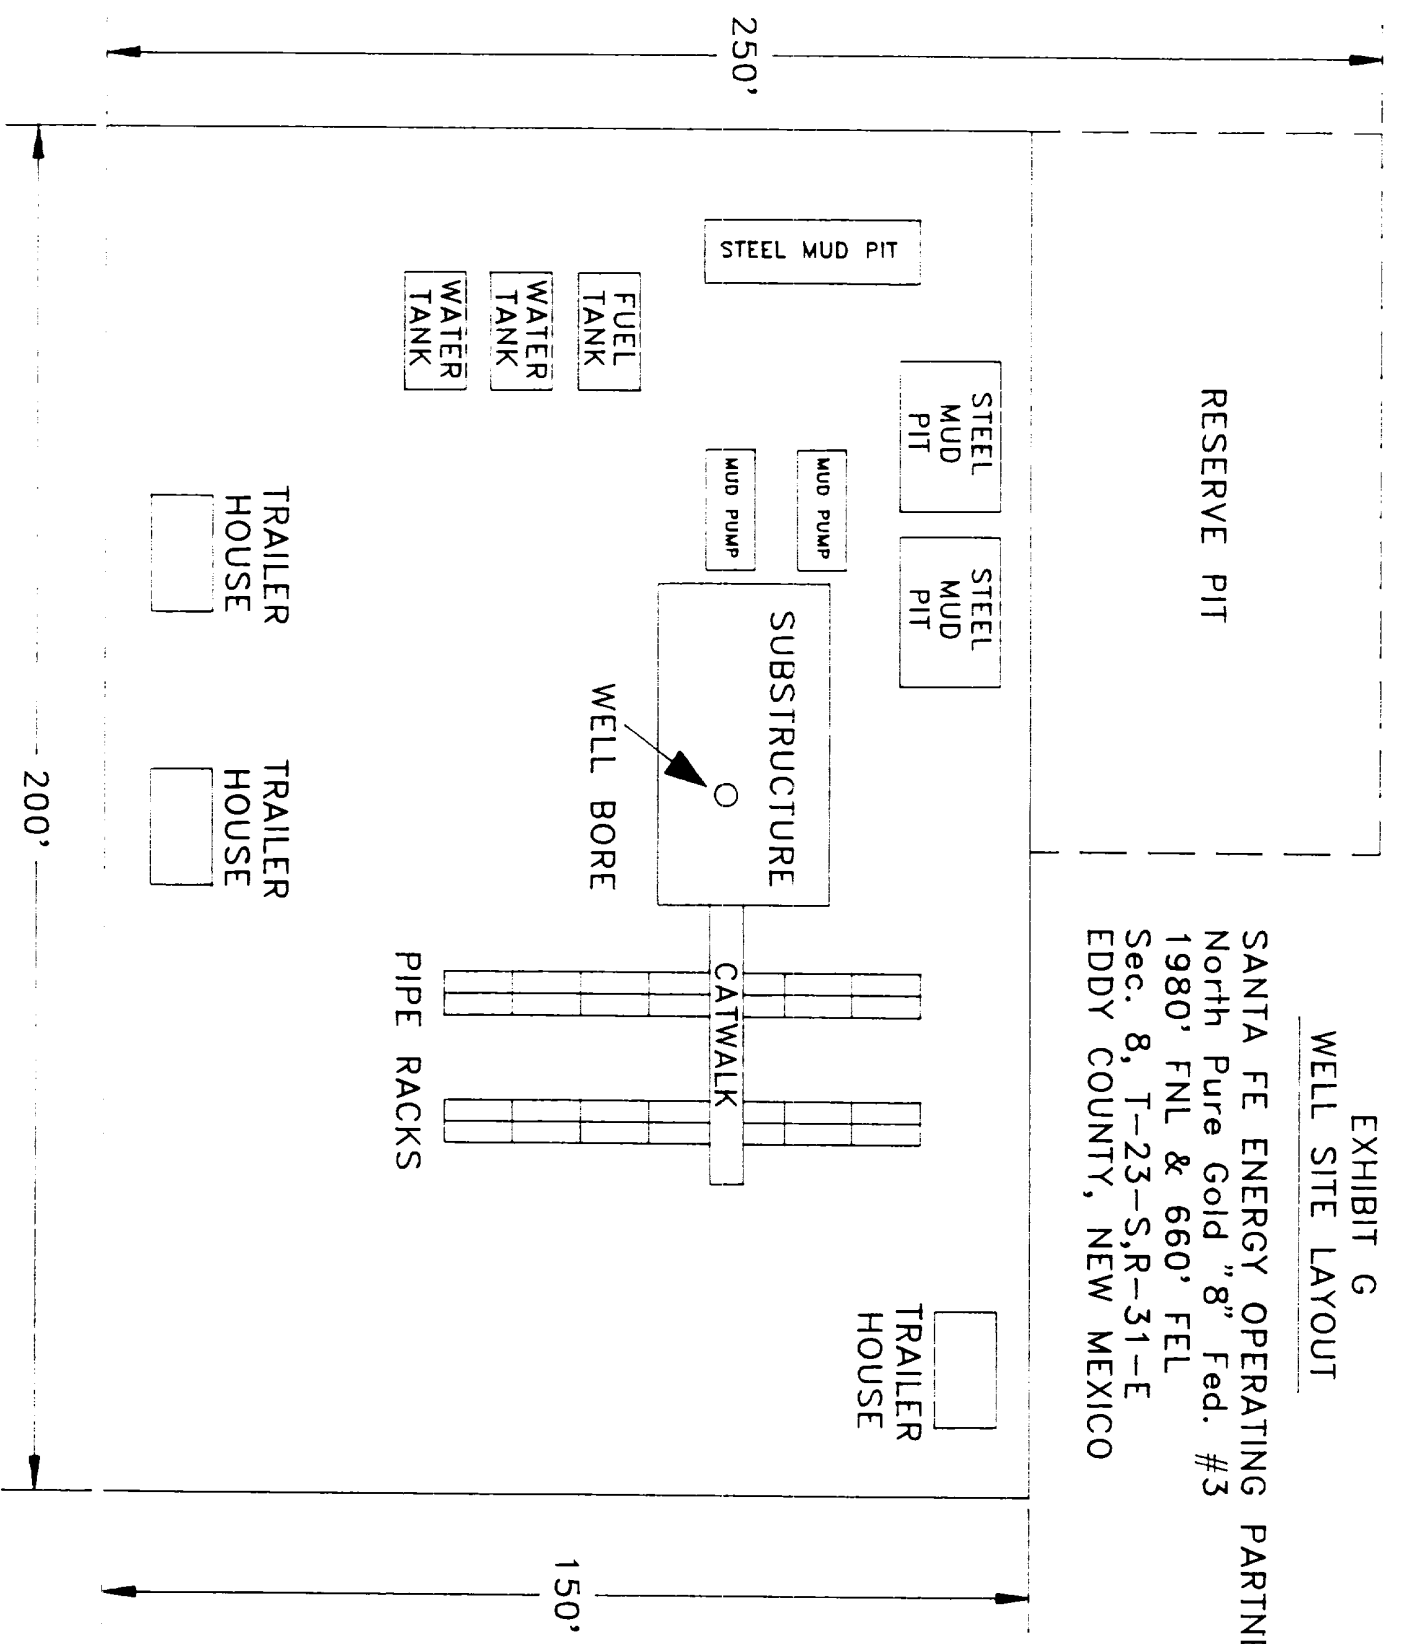 EXHIBIT G
WELL SITE LAYOUT
SANTA FE ENERGY OPERATING
North Pure Gold "8" Fed. #3
1980' FNL & 660' FEL
Sec. 8, T-23-S,R-31-E
EDDY COUNTY, NEW MEXICO
250'
RESERVE PIT
STEEL MUD PIT
STEEL
MUD
PIT
STEEL
MUD
PIT
FUEL
TANK
WATER
TANK
WATER
TANK
MUD PUMP
MUD PUMP
SUBSTRUCTURE
WELL BORE
CATWALK
PIPE RACKS
TRAILER
HOUSE
TRAILER
HOUSE
TRAILER
HOUSE
150'
200'